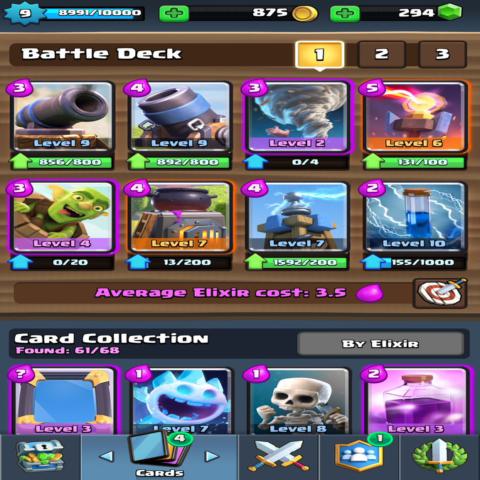 9 8991/10000 875 294
Battle Deck 1 2 3
3 4 3 5
Level 9 Level 9 Level 2 Level 6
856/800 892/800 0/4 131/100
3 4 4 2
Level 4 Level 7 Level 7 Level 10
0/20 13/200 1592/200 155/1000
Average Elixir cost: 3.5
Card Collection
Found: 61/68
By Elixir
? 1 1 2
Level 3 Level 7 Level 8 Level 3
1 4 1
Cards